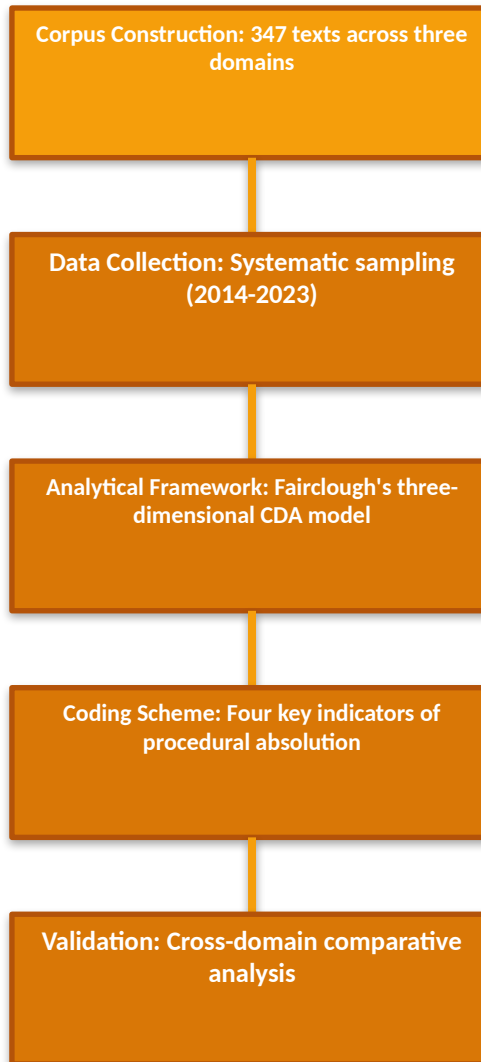 Corpus Construction: 347 texts across three
domains
Data Collection: Systematic sampling
(2014-2023)
Analytical Framework: Fairclough's three-
dimensional CDA model
Coding Scheme: Four key indicators of
procedural absolution
Validation: Cross-domain comparative
analysis